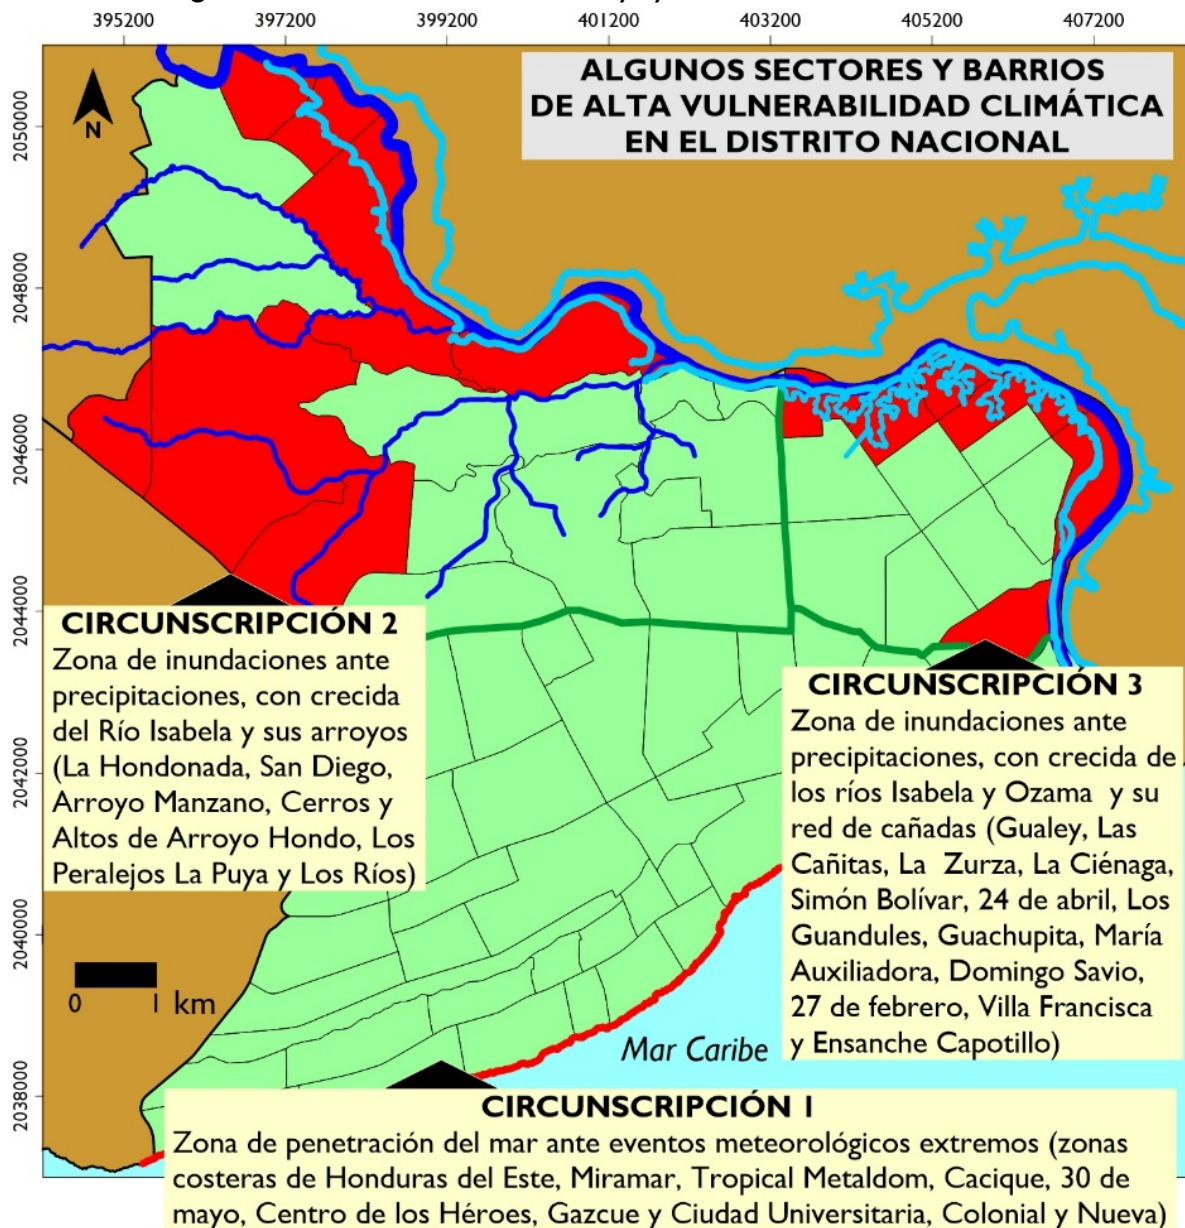 395200 397200 399200 401200 403200 405200 407200
ALGUNOS SECTORES Y BARRIOS
DE ALTA VULNERABILIDAD CLIMÁTICA
EN EL DISTRITO NACIONAL
N
2050000
2048000
2046000
2044000
2042000
2040000
2038000
CIRCUNSCRIPCIÓN 2
Zona de inundaciones ante
precipitaciones, con crecida
del Río Isabela y sus arroyos
(La Hondonada, San Diego,
Arroyo Manzano, Cerros y
Altos de Arroyo Hondo, Los
Peralejos La Puya y Los Ríos)
CIRCUNSCRIPCIÓN 3
Zona de inundaciones ante
precipitaciones, con crecida de
los ríos Isabela y Ozama y su
red de cañadas (Gualey, Las
Cañitas, La Zurza, La Ciénaga,
Simón Bolívar, 24 de abril, Los
Guandules, Guachupita, María
Auxiliadora, Domingo Savio,
27 de febrero, Villa Francisca
y Ensanche Capotillo)
0 1 km
Mar Caribe
CIRCUNSCRIPCIÓN 1
Zona de penetración del mar ante eventos meteorológicos extremos (zonas
costeras de Honduras del Este, Miramar, Tropical Metaldom, Cacique, 30 de
mayo, Centro de los Héroes, Gazcue y Ciudad Universitaria, Colonial y Nueva)